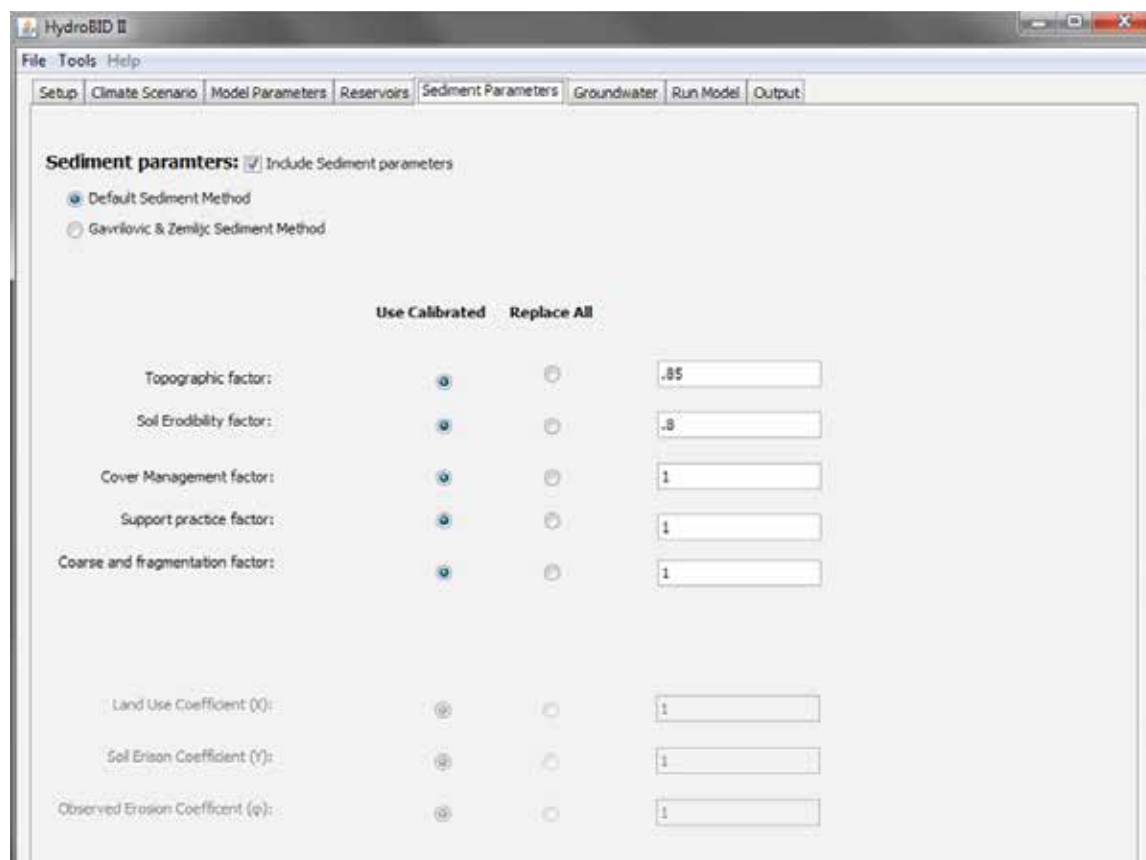 HydroBID II
File Tools Help
Setup Climate Scenario Model Parameters Reservoirs Sediment Parameters Groundwater Run Model Output
Sediment paramters: Include Sediment parameters
Default Sediment Method
Gavrilovic & Zemlijc Sediment Method
Use Calibrated Replace All
Topographic factor: .85
Soil Erodibility factor: .8
Cover Management factor: 1
Support practice factor: 1
Coarse and fragmentation factor: 1
Land Use Coefficient (X): 1
Soil Erison Coefficient (Y): 1
Observed Erosion Coefficent (φ): 1